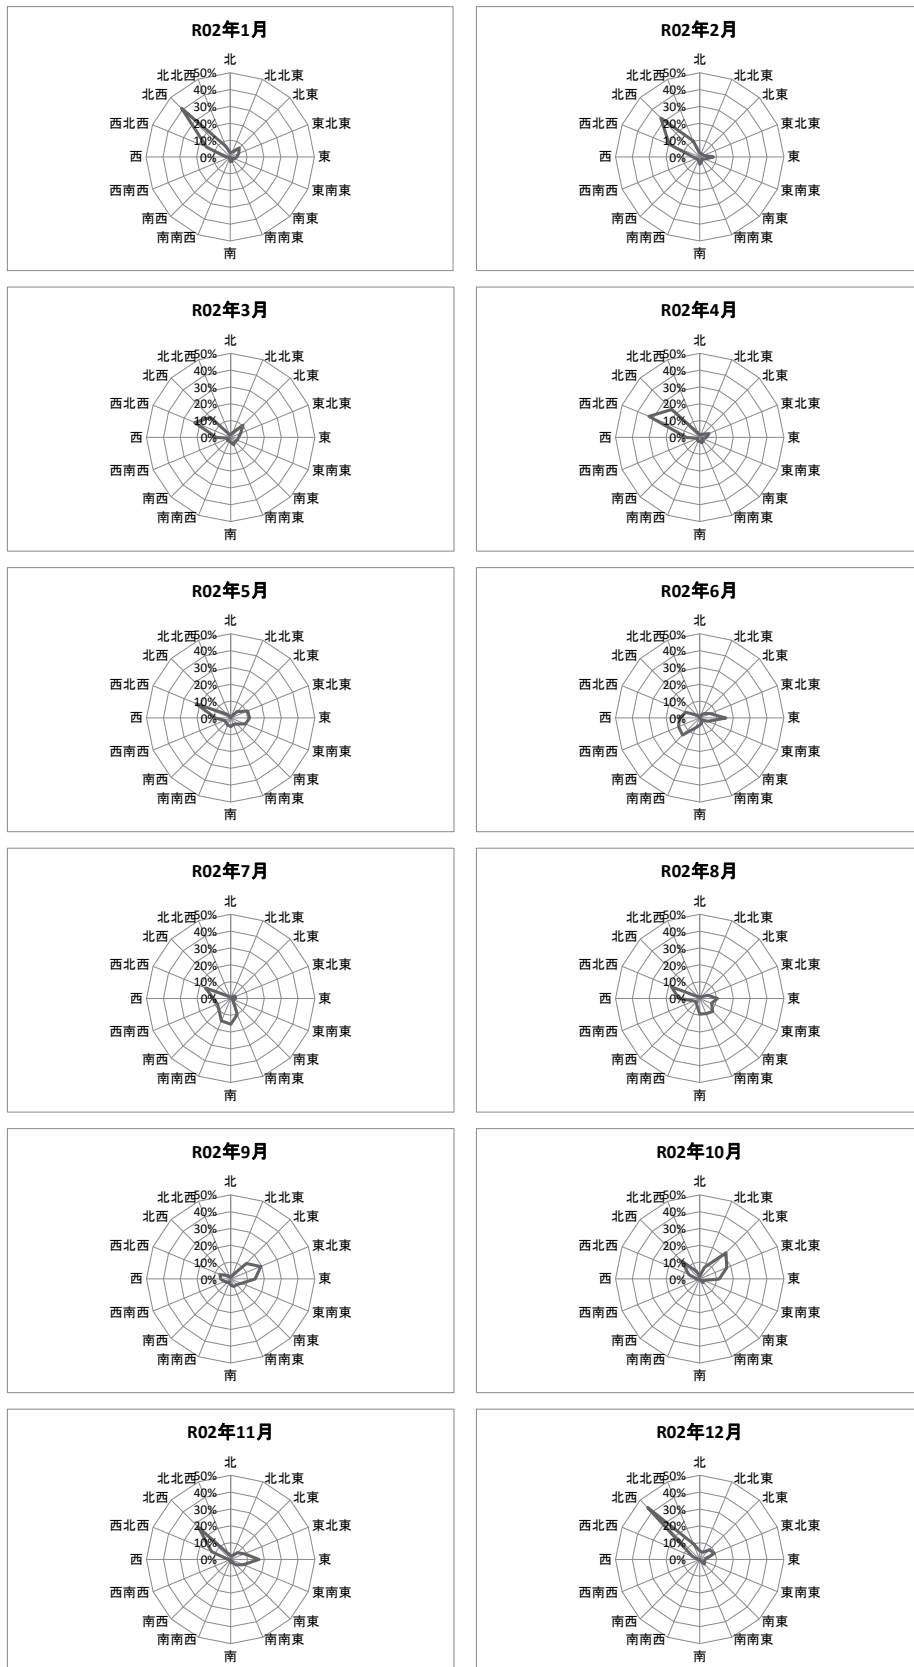 R02年1月
北
北北西 50% 北北東
40%
北西 北東
30%
西北西 20% 東北東
10%
西 0% 東
西南西 東南東
南西 南東
南南西 南南東
南
R02年2月
北
北北西 50% 北北東
40%
北西 北東
30%
西北西 20% 東北東
10%
西 0% 東
西南西 東南東
南西 南東
南南西 南南東
南
R02年3月
北
北北西 50% 北北東
40%
北西 北東
30%
西北西 20% 東北東
10%
西 0% 東
西南西 東南東
南西 南東
南南西 南南東
南
R02年4月
北
北北西 50% 北北東
40%
北西 北東
30%
西北西 20% 東北東
10%
西 0% 東
西南西 東南東
南西 南東
南南西 南南東
南
R02年5月
北
北北西 50% 北北東
40%
北西 北東
30%
西北西 20% 東北東
10%
西 0% 東
西南西 東南東
南西 南東
南南西 南南東
南
R02年6月
北
北北西 50% 北北東
40%
北西 北東
30%
西北西 20% 東北東
10%
西 0% 東
西南西 東南東
南西 南東
南南西 南南東
南
R02年7月
北
北北西 50% 北北東
40%
北西 北東
30%
西北西 20% 東北東
10%
西 0% 東
西南西 東南東
南西 南東
南南西 南南東
南
R02年8月
北
北北西 50% 北北東
40%
北西 北東
30%
西北西 20% 東北東
10%
西 0% 東
西南西 東南東
南西 南東
南南西 南南東
南
R02年9月
北
北北西 50% 北北東
40%
北西 北東
30%
西北西 20% 東北東
10%
西 0% 東
西南西 東南東
南西 南東
南南西 南南東
南
R02年10月
北
北北西 50% 北北東
40%
北西 北東
30%
西北西 20% 東北東
10%
西 0% 東
西南西 東南東
南西 南東
南南西 南南東
南
R02年11月
北
北北西 50% 北北東
40%
北西 北東
30%
西北西 20% 東北東
10%
西 0% 東
西南西 東南東
南西 南東
南南西 南南東
南
R02年12月
北
北北西 50% 北北東
40%
北西 北東
30%
西北西 20% 東北東
10%
西 0% 東
西南西 東南東
南西 南東
南南西 南南東
南